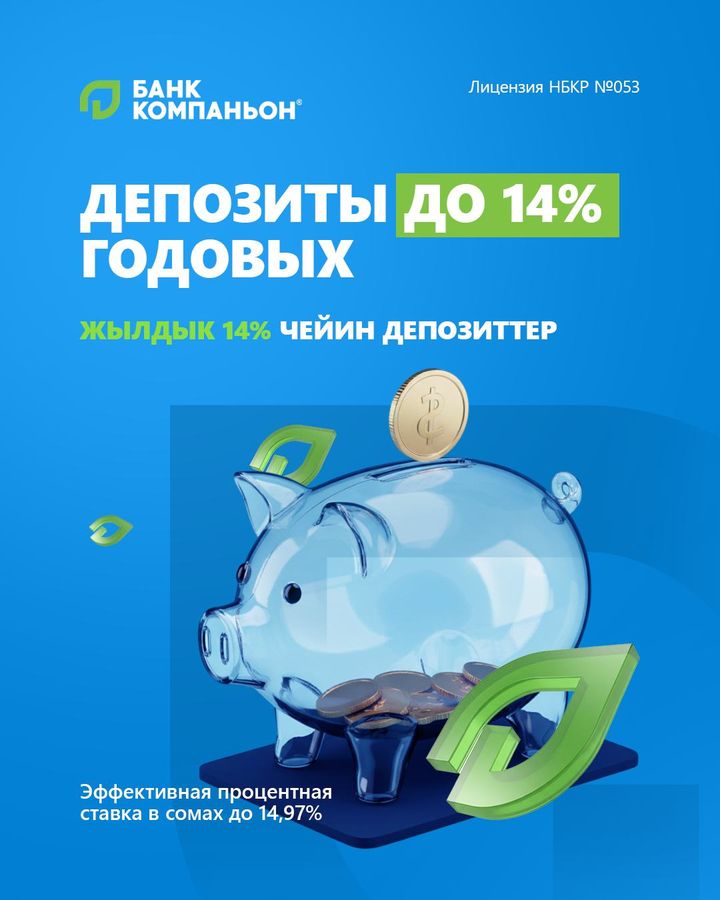 БАНК
КОМПАНЬОН®
Лицензия НБКР №053
ДЕПОЗИТЫ ДО 14%
ГОДОВЫХ
ЖЫЛДЫК 14% ЧЕЙИН ДЕПОЗИТТЕР
Эффективная процентная
ставка в сомах до 14,97%